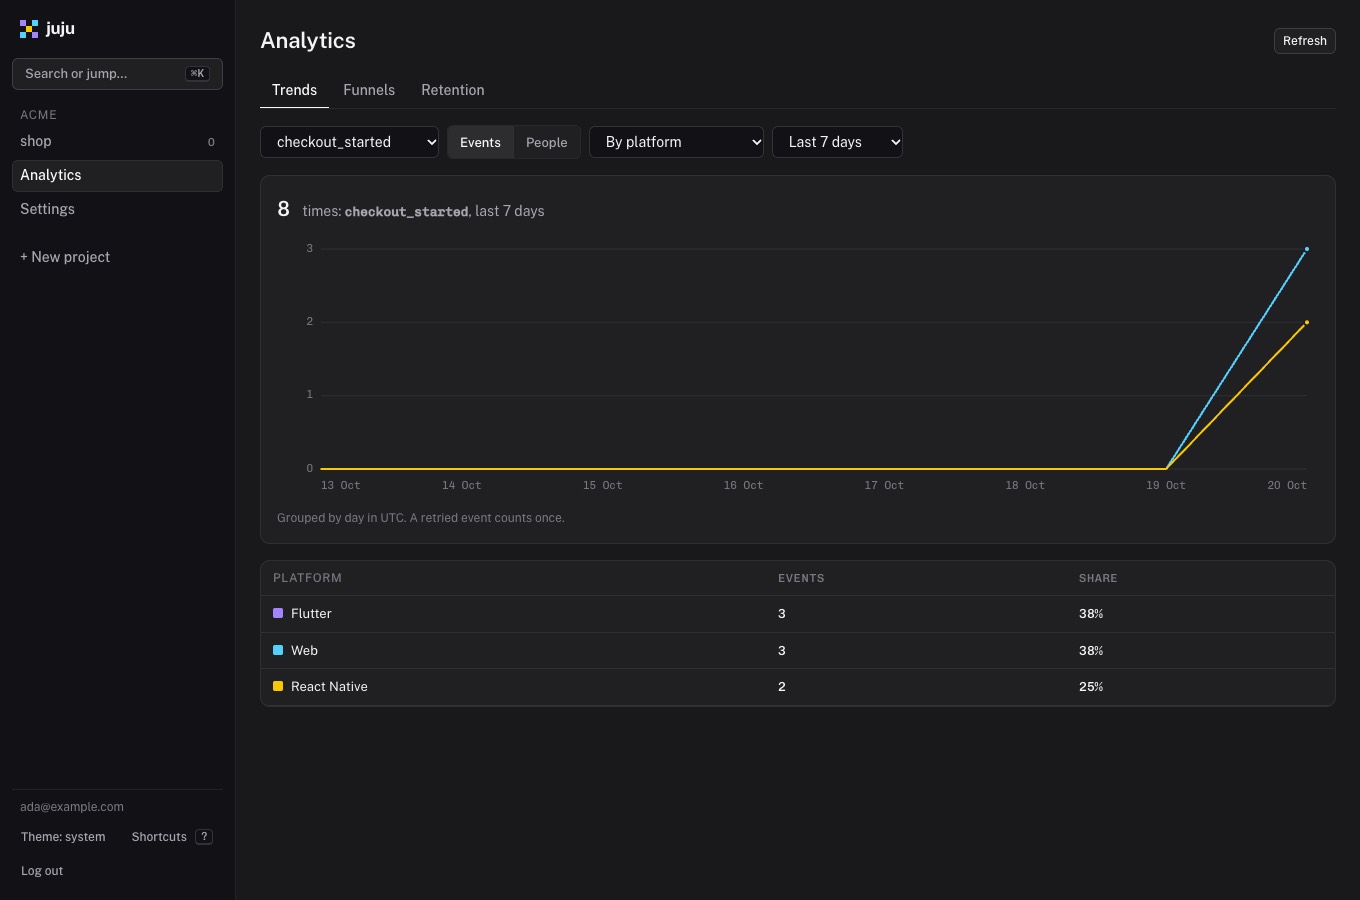 juju
Search or jump... ⌘K
ACME
shop 0
Analytics
Settings
+ New project
ada@example.com
Theme: system Shortcuts ?
Log out
Analytics
Refresh
Trends Funnels Retention
checkout_started Events People By platform Last 7 days
8 times: checkout_started, last 7 days
3
2
1
0
13 Oct 14 Oct 15 Oct 16 Oct 17 Oct 18 Oct 19 Oct 20 Oct
Grouped by day in UTC. A retried event counts once.
PLATFORM EVENTS SHARE
Flutter 3 38%
Web 3 38%
React Native 2 25%